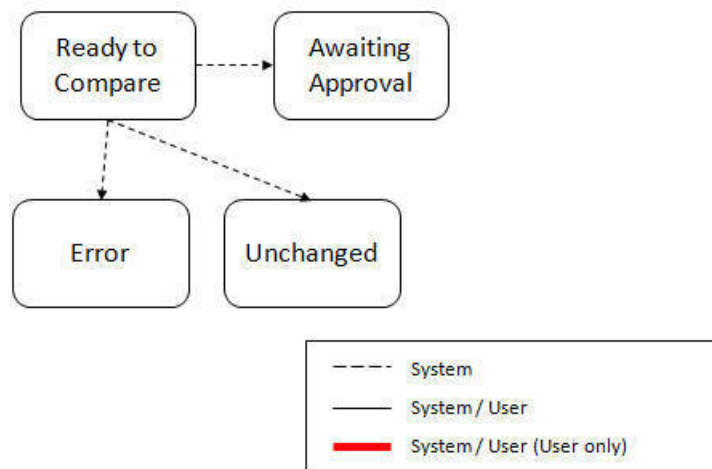 Ready to
Compare
Awaiting
Approval
Error
Unchanged
System
System / User
System / User (User only)